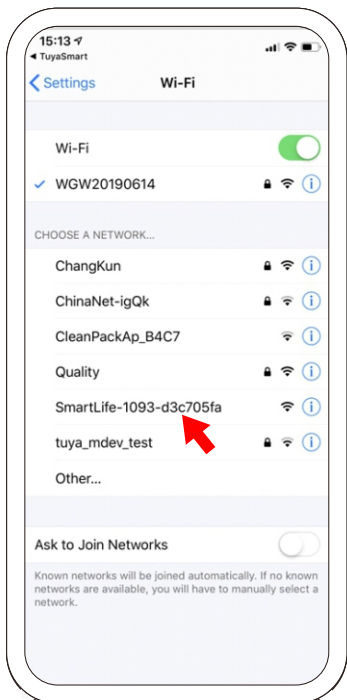 15:13
◀ TuyaSmart
Settings Wi-Fi
Wi-Fi
WGW20190614
CHOOSE A NETWORK...
ChangKun
ChinaNet-igQk
CleanPackAp_B4C7
Quality
SmartLife-1093-d3c705fa
tuya_mdev_test
Other...
Ask to Join Networks
Known networks will be joined automatically. If no known
networks are available, you will have to manually select a
network.